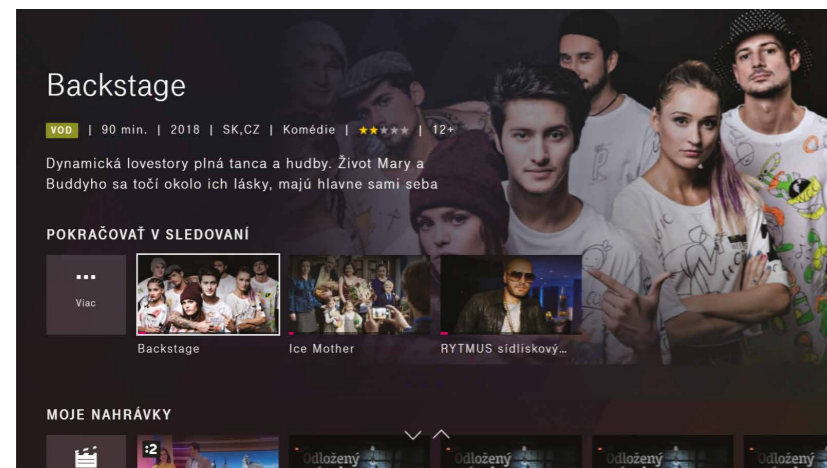 Backstage
VOD | 90 min. | 2018 | SK,CZ | Komédie | ★★★★★ | 12+
Dynamická lovestory plná tanca a hudby. Život Mary a
Buddyho sa točí okolo ich lásky, majú hlavne sami seba
POKRAČOVAŤ V SLEDOVANÍ
Viac
Backstage
Ice Mother
RYTMUS sídliskový…
MOJE NAHRÁVKY
:2
Odložený
Odložený
Odložený
Odložený